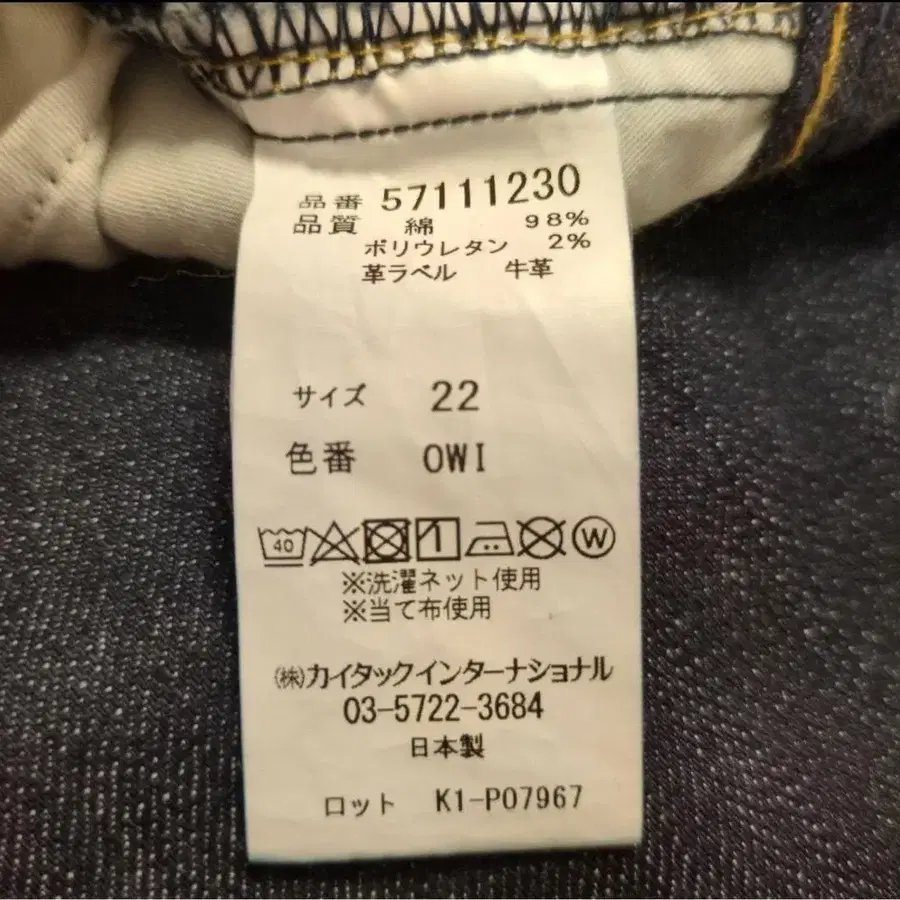 品番 57111230
品質 綿 98%
ポリウレタン 2%
革ラベル 牛革
サイズ 22
色番 OWI
40 W
※洗濯ネット使用
※当て布使用
㈱カイタックインターナショナル
03-5722-3684
日本製
ロット K1-P07967